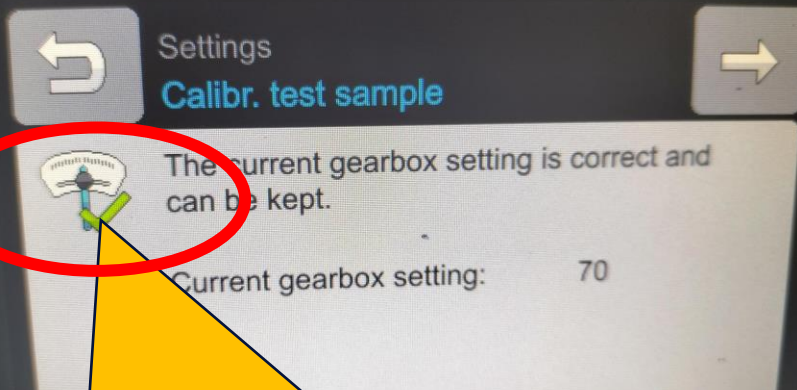 Settings
Calibr. test sample
The current gearbox setting is correct and
can be kept.
Current gearbox setting: 70